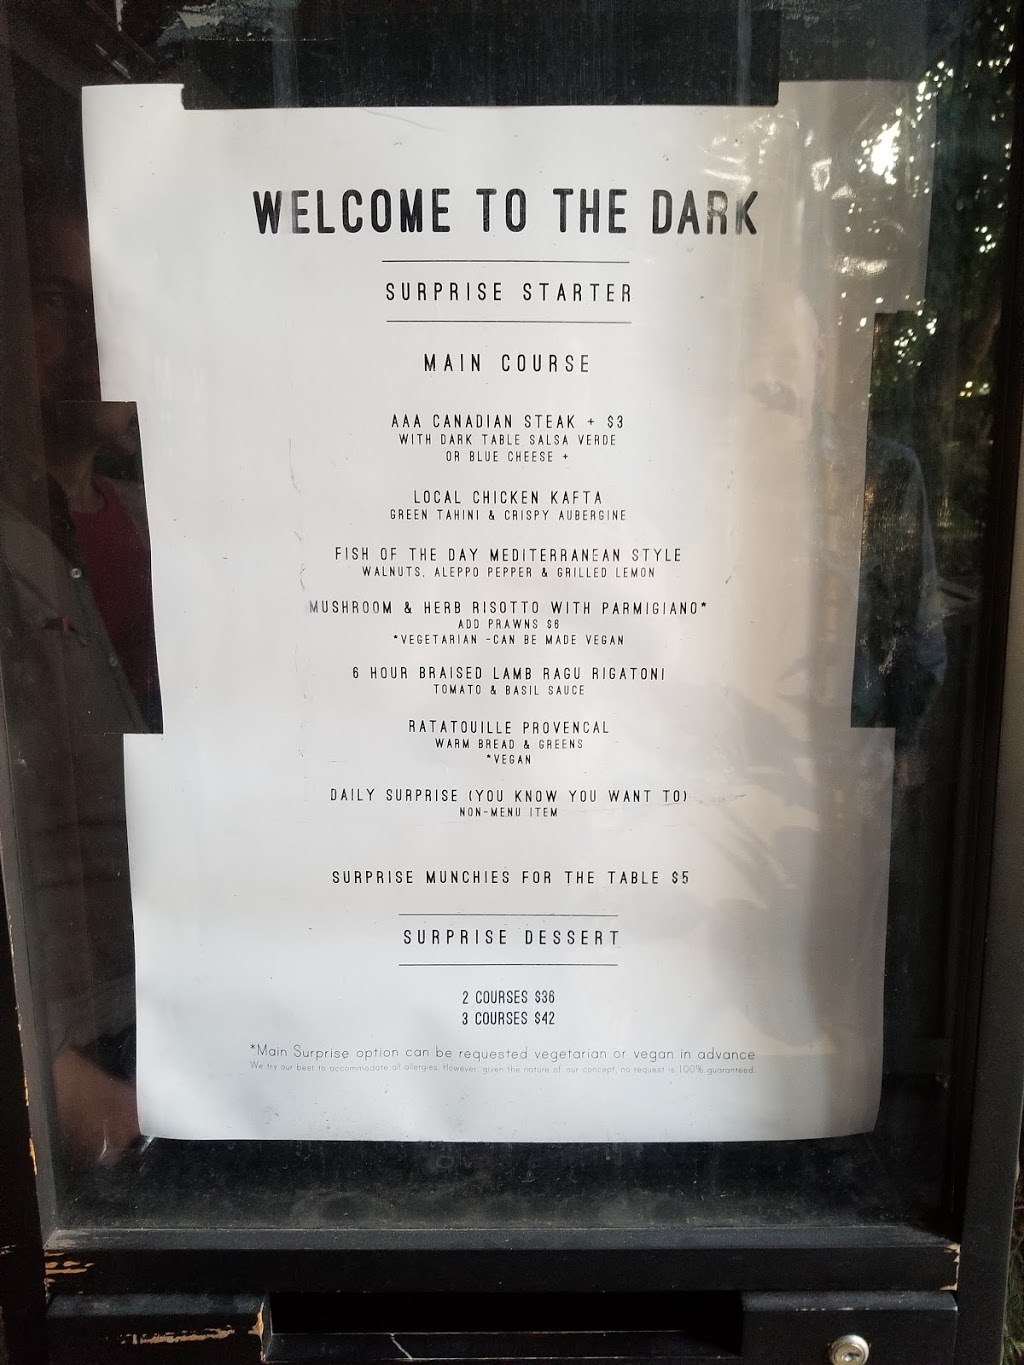 WELCOME TO THE DARK
SURPRISE STARTER
MAIN COURSE
AAA CANADIAN STEAK + $3
WITH DARK TABLE SALSA VERDE
OR BLUE CHEESE +
LOCAL CHICKEN KAFTA
GREEN TAHINI & CRISPY AUBERGINE
FISH OF THE DAY MEDITERRANEAN STYLE
WALNUTS, ALEPPO PEPPER & GRILLED LEMON
MUSHROOM & HERB RISOTTO WITH PARMIGIANO*
ADD PRAWNS $6
*VEGETARIAN -CAN BE MADE VEGAN
6 HOUR BRAISED LAMB RAGU RIGATONI
TOMATO & BASIL SAUCE
RATATOUILLE PROVENCAL
WARM BREAD & GREENS
*VEGAN
DAILY SURPRISE (YOU KNOW YOU WANT TO)
NON-MENU ITEM
SURPRISE MUNCHIES FOR THE TABLE $5
SURPRISE DESSERT
2 COURSES $36
3 COURSES $42
*Main Surprise option can be requested vegetarian or vegan in advance
We try our best to accommodate all allergies. However, given the nature of our concept, no request is 100% guaranteed.